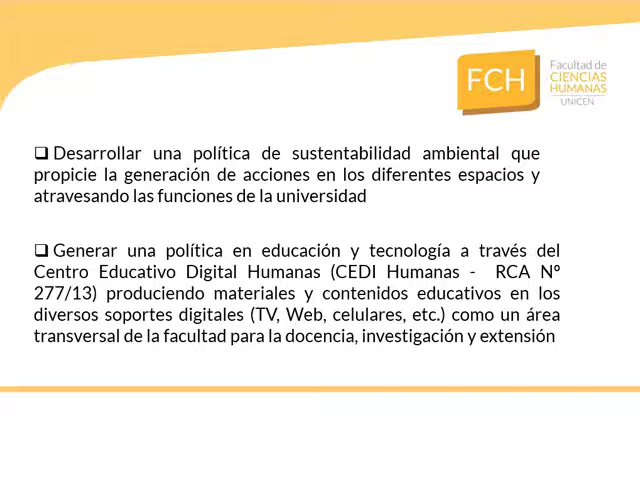 FCH
Facultad de
CIENCIAS
HUMANAS
UNICEN
❑ Desarrollar una política de sustentabilidad ambiental que
propicie la generación de acciones en los diferentes espacios y
atravesando las funciones de la universidad
❑ Generar una política en educación y tecnología a través del
Centro Educativo Digital Humanas (CEDI Humanas - RCA Nº
277/13) produciendo materiales y contenidos educativos en los
diversos soportes digitales (TV, Web, celulares, etc.) como un área
transversal de la facultad para la docencia, investigación y extensión